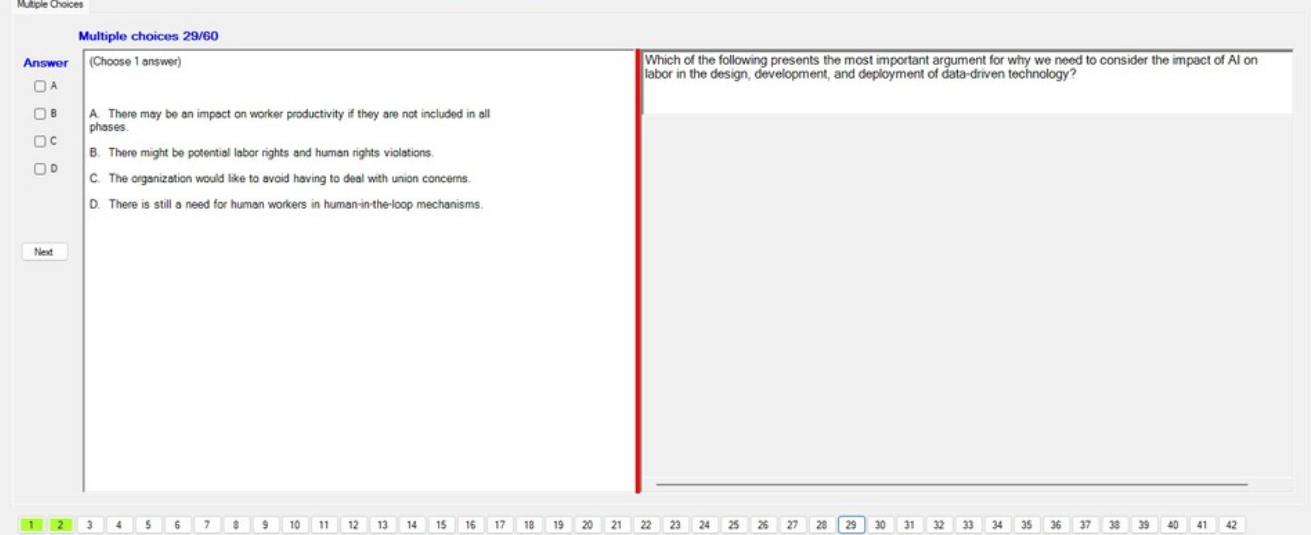 Multiple Choices
Multiple choices 29/60
Answer
A
B
C
D
Next
(Choose 1 answer)
A. There may be an impact on worker productivity if they are not included in all
phases.
B. There might be potential labor rights and human rights violations.
C. The organization would like to avoid having to deal with union concerns.
D. There is still a need for human workers in human-in-the-loop mechanisms.
Which of the following presents the most important argument for why we need to consider the impact of AI on
labor in the design, development, and deployment of data-driven technology?
1 2 3 4 5 6 7 8 9 10 11 12 13 14 15 16 17 18 19 20 21 22 23 24 25 26 27 28 29 30 31 32 33 34 35 36 37 38 39 40 41 42